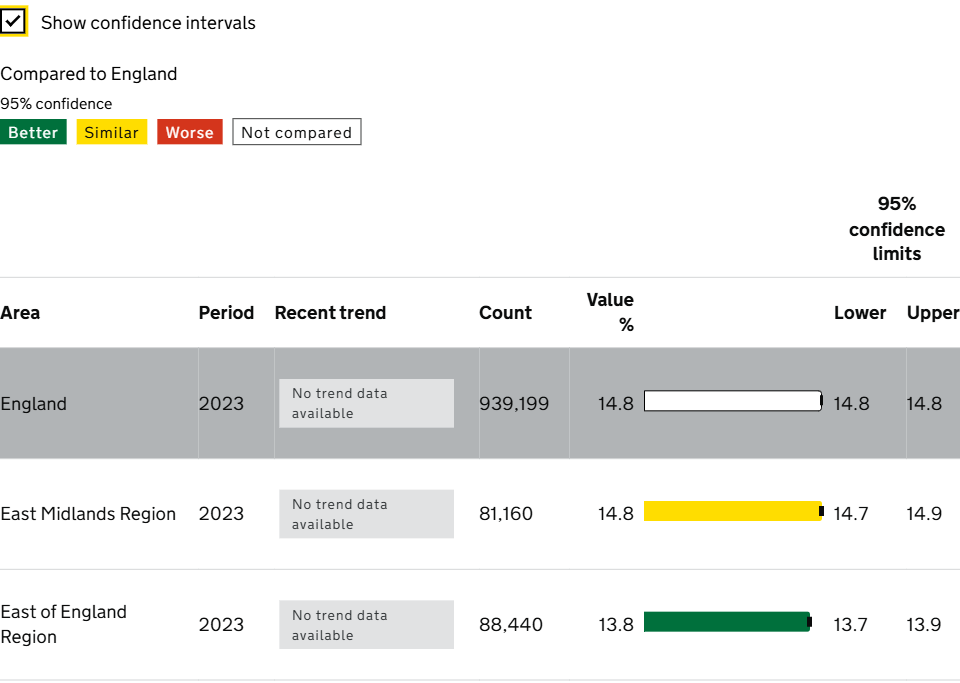 Show confidence intervals
Compared to England
95% confidence
Better Similar Worse Not compared
95%
confidence
limits
Area Period Recent trend Count Value
% Lower Upper
England 2023 No trend data
available 939,199 14.8 14.8 14.8
East Midlands Region 2023 No trend data
available 81,160 14.8 14.7 14.9
East of England
Region 2023 No trend data
available 88,440 13.8 13.7 13.9